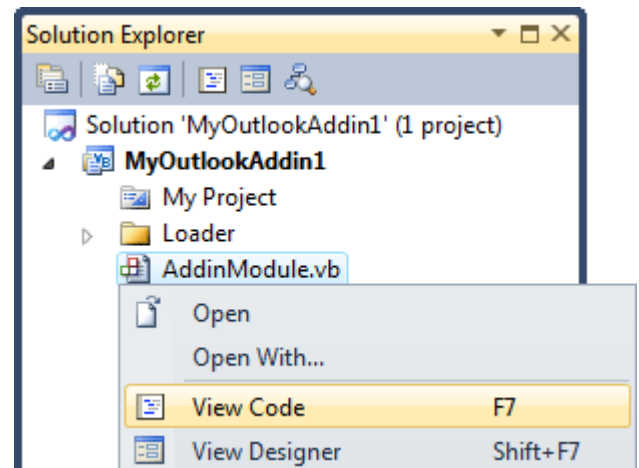 Solution Explorer
Solution 'MyOutlookAddin1' (1 project)
VB MyOutlookAddin1
My Project
Loader
AddinModule.vb
Open
Open With...
View Code F7
View Designer Shift+F7